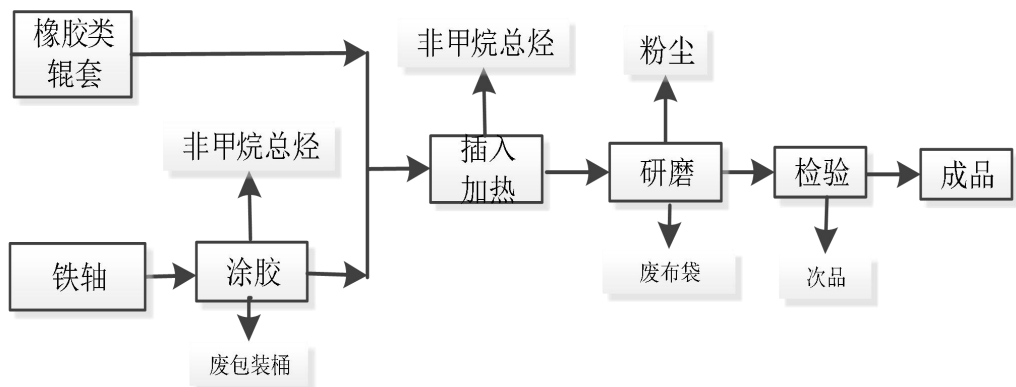 橡胶类
辊套
非甲烷总烃
粉尘
非甲烷总烃
插入
加热
研磨
检验
成品
铁轴
涂胶
废布袋
次品
废包装桶